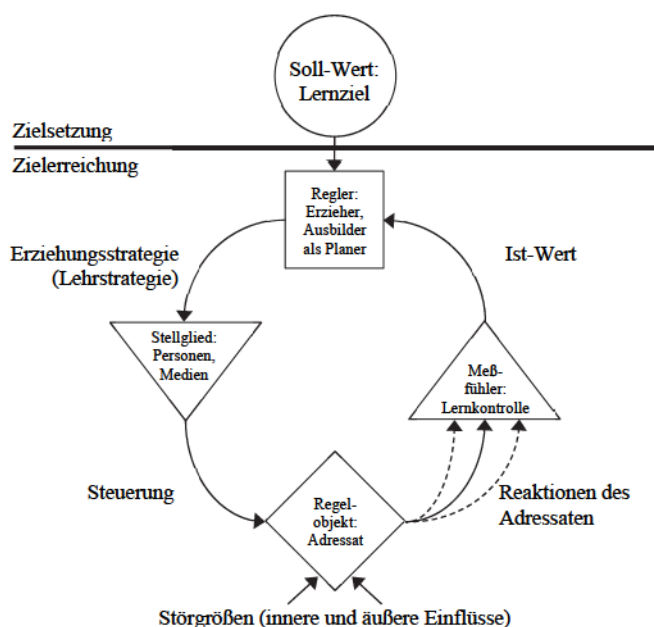 Soll-Wert:
Lernziel
Zielsetzung
Zielerreichung
Regler:
Erzieher,
Ausbilder
als Planer
Erziehungsstrategie
(Lehrstrategie)
Ist-Wert
Stellglied:
Personen,
Medien
Meß-
fühler:
Lernkontrolle
Steuerung
Regel-
objekt:
Adressat
Reaktionen des
Adressaten
Störgrößen (innere und äußere Einflüsse)